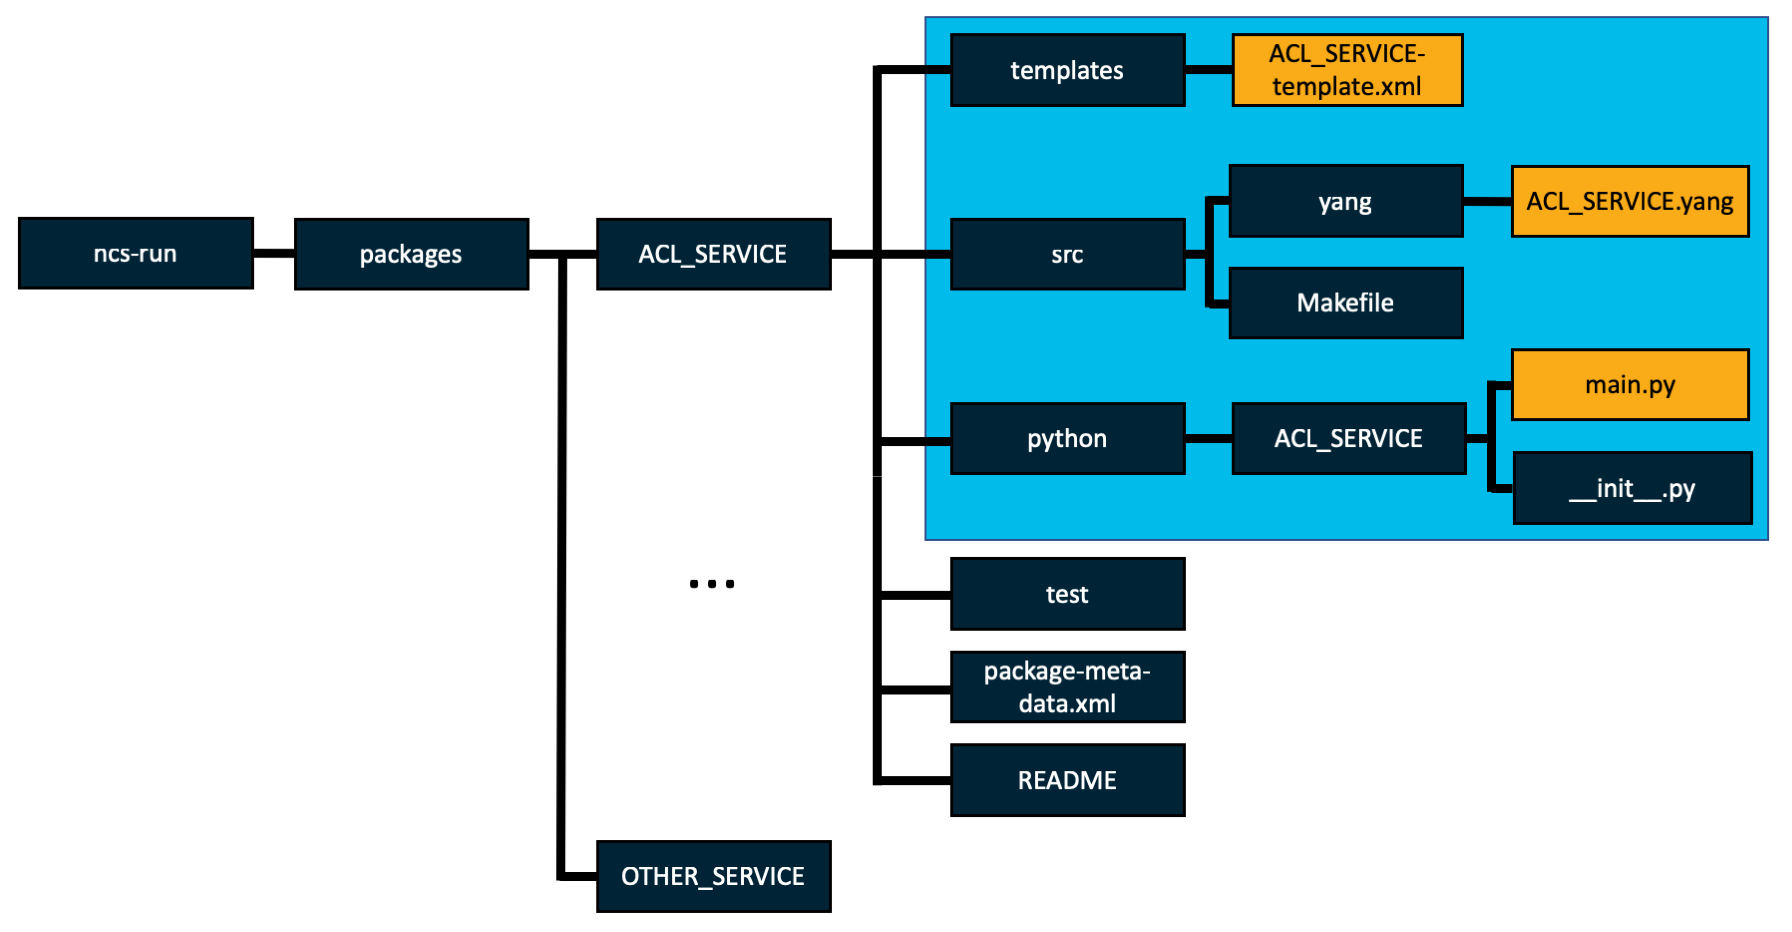 ncs-run
packages
ACL_SERVICE
templates
ACL_SERVICE-
template.xml
src
yang
ACL_SERVICE.yang
Makefile
python
ACL_SERVICE
main.py
__init__.py
...
test
package-meta-
data.xml
README
OTHER_SERVICE